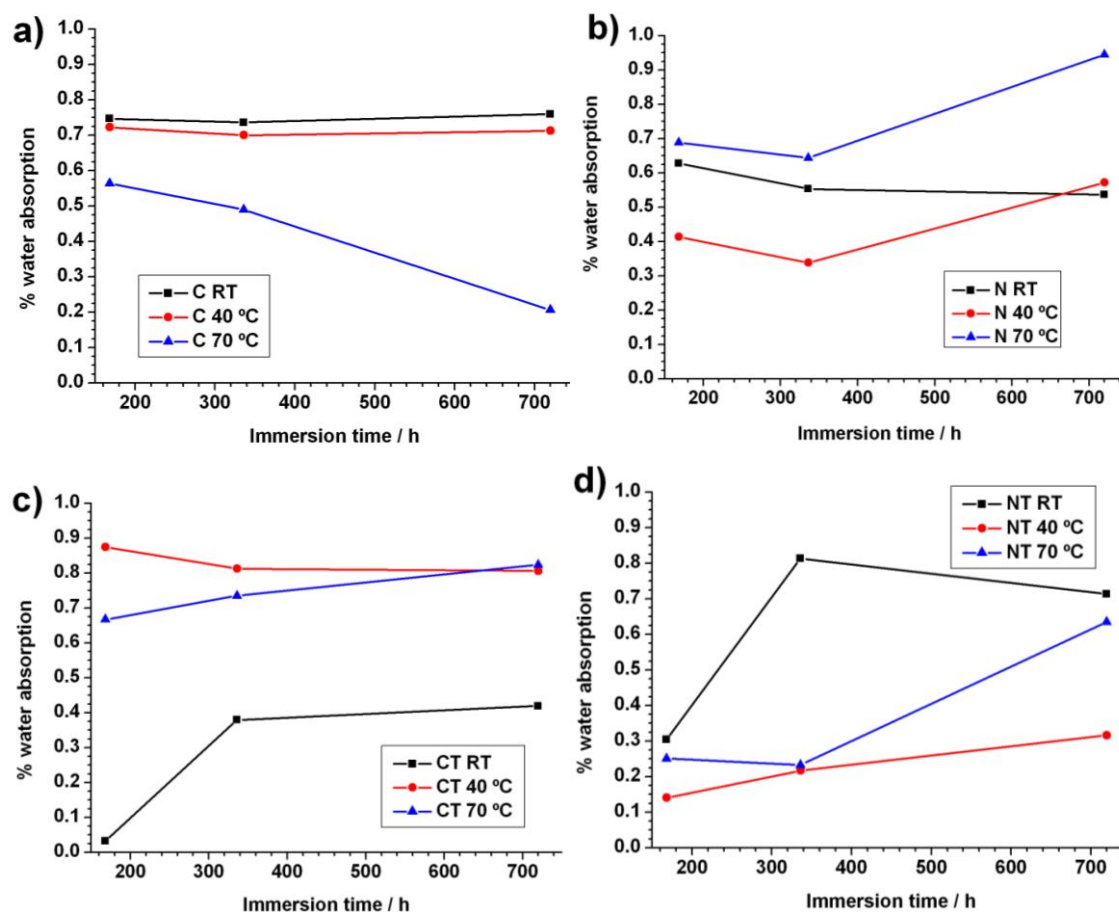 a)
% water absorption
1.0
0.9
0.8
0.7
0.6
0.5
0.4
0.3
0.2
0.1
0.0
C RT
C 40 ºC
C 70 ºC
200 300 400 500 600 700
Immersion time / h
b)
% water absorption
1.0
0.9
0.8
0.7
0.6
0.5
0.4
0.3
0.2
0.1
0.0
N RT
N 40 ºC
N 70 ºC
200 300 400 500 600 700
Immersion time / h
c)
% water absorption
1.0
0.9
0.8
0.7
0.6
0.5
0.4
0.3
0.2
0.1
0.0
CT RT
CT 40 ºC
CT 70 ºC
200 300 400 500 600 700
Immersion time / h
d)
% water absorption
1.0
0.9
0.8
0.7
0.6
0.5
0.4
0.3
0.2
0.1
0.0
NT RT
NT 40 ºC
NT 70 ºC
200 300 400 500 600 700
Immersion time / h